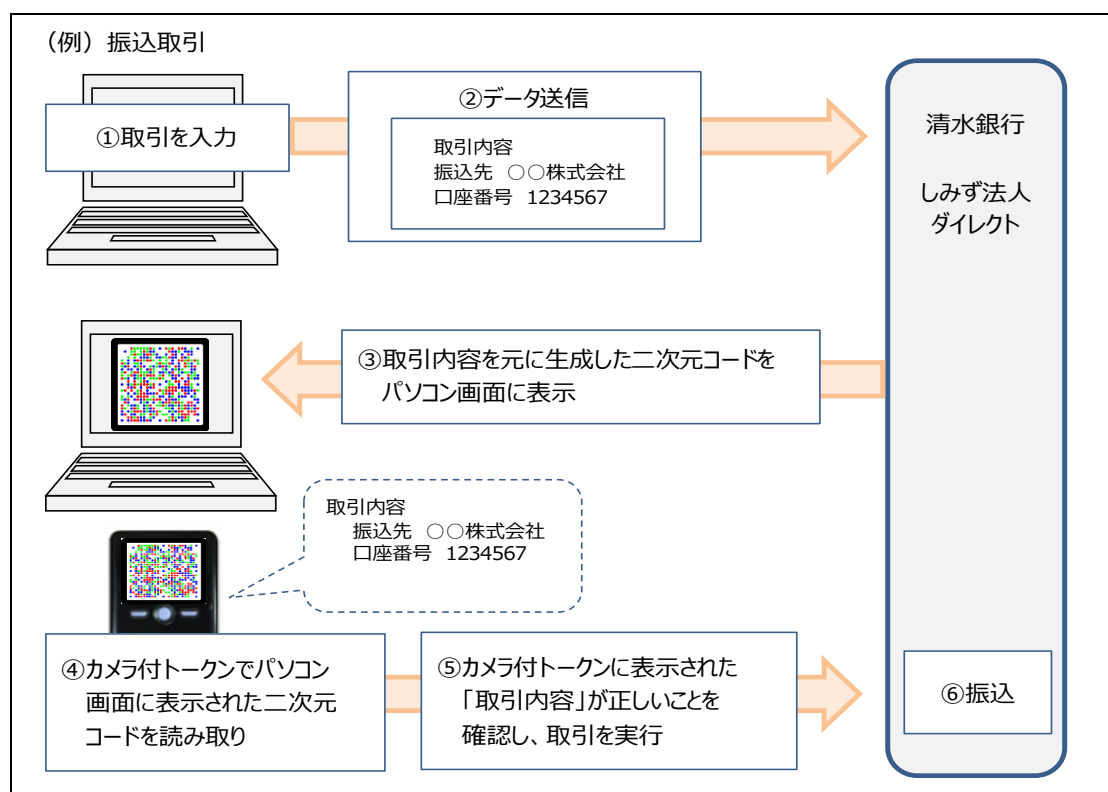 （例）振込取引
①取引を入力
②データ送信
取引内容
振込先 ○○株式会社
口座番号 1234567
清水銀行
しみず法人
ダイレクト
③取引内容を元に生成した二次元コードを
パソコン画面に表示
取引内容
振込先 ○○株式会社
口座番号 1234567
④カメラ付トークンでパソコン
画面に表示された二次元
コードを読み取り
⑤カメラ付トークンに表示された
「取引内容」が正しいことを
確認し、取引を実行
⑥振込